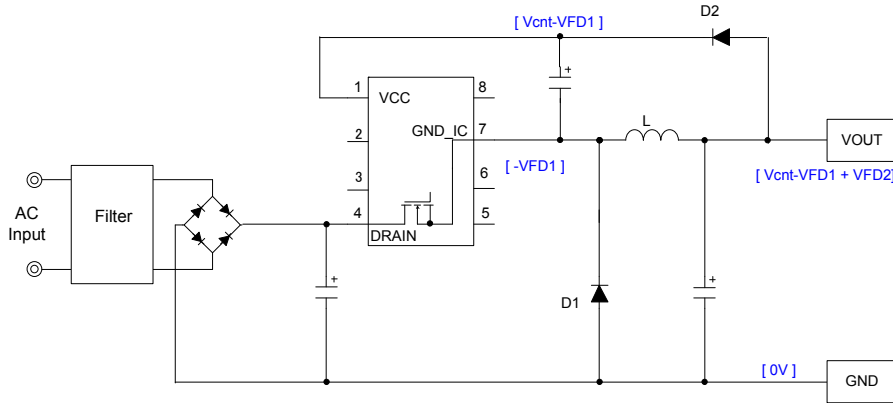 D2
[ Vcnt-VFD1 ]
1
VCC
8
+
2
GND_IC
7
L
VOUT
[ -VFD1 ]
[ Vcnt-VFD1 + VFD2]
3
6
AC
Input
Filter
4
5
DRAIN
+
D1
+
[ 0V ]
GND